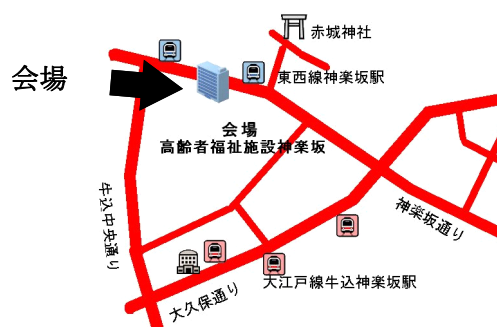 赤城神社
会場
東西線神楽坂駅
会場
高齢者福祉施設神楽坂
牛込中央通り
神楽坂通り
大江戸線牛込神楽坂駅
大久保通り